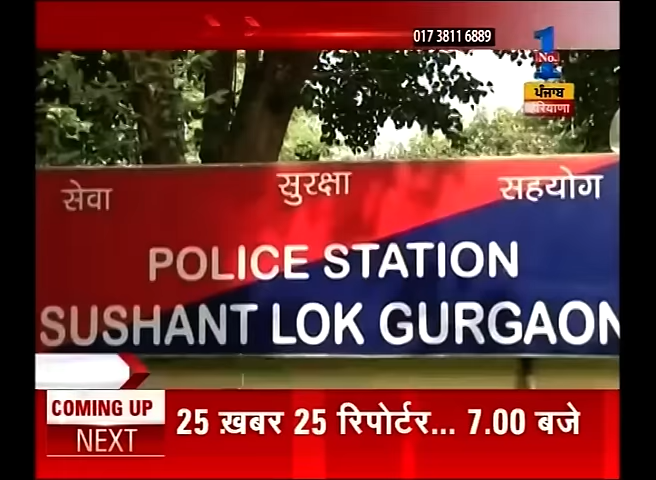 017 3811 6889
1
No.
ਪੰਜਾਬ
हरियाणा
सेवा सुरक्षा सहयोग
POLICE STATION
SUSHANT LOK GURGAON
COMING UP
NEXT
25 ख़बर 25 रिपोर्टर... 7.00 बजे